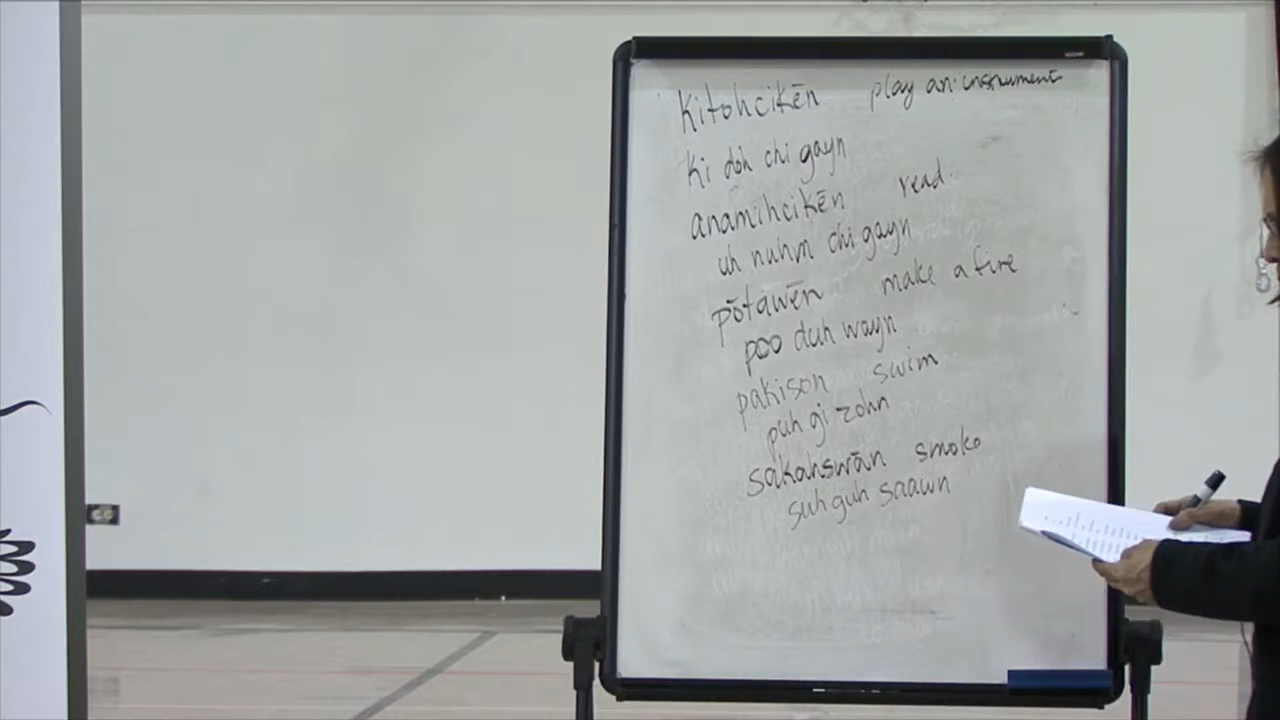 kitohcikēn play an instrument
ki doh chi gayn
anamihcikēn read.
uh nuhm chi gayn
pōtawēn make a fire
poo duh wayn
pakison swim
puh gi zohn
sakahswān smoke
suh guh saawn